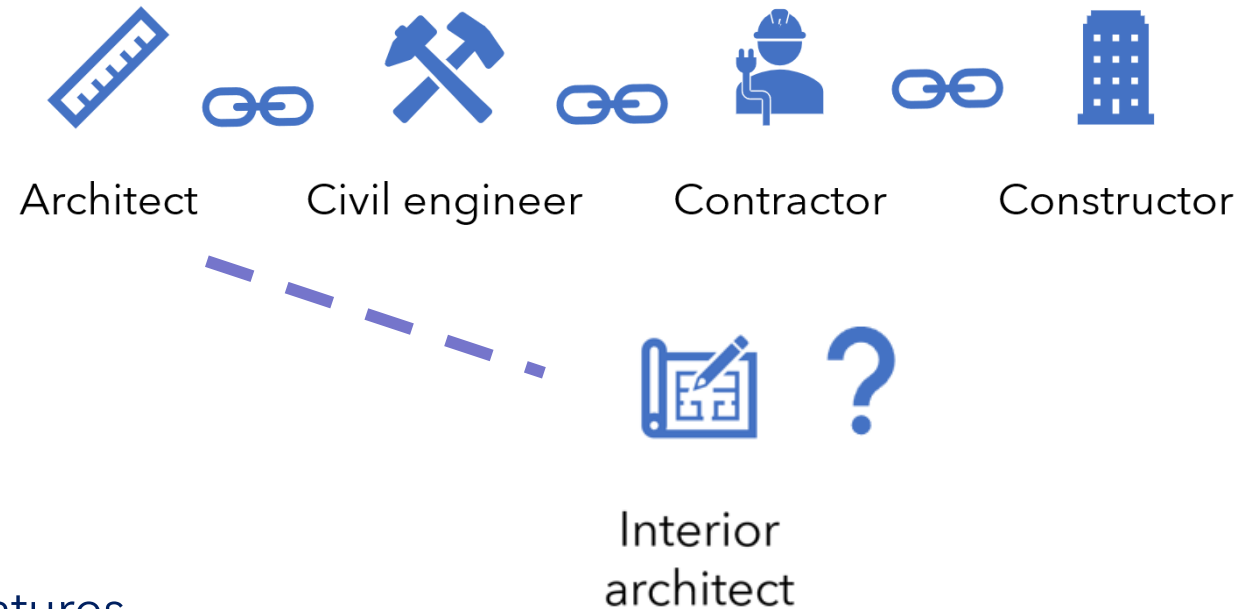 Architect
Civil engineer
Contractor
Constructor
Interior
architect